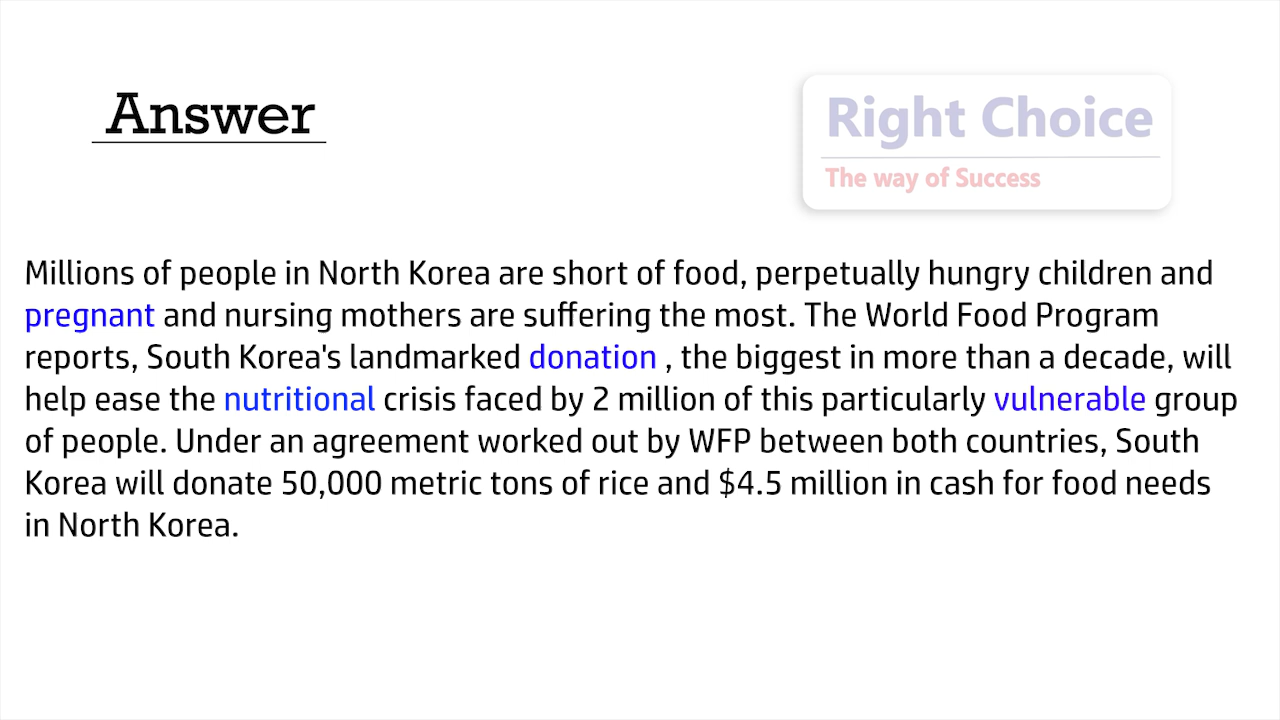 Answer
Right Choice
The way of Success
Millions of people in North Korea are short of food, perpetually hungry children and
pregnant and nursing mothers are suffering the most. The World Food Program
reports, South Korea's landmarked donation , the biggest in more than a decade, will
help ease the nutritional crisis faced by 2 million of this particularly vulnerable group
of people. Under an agreement worked out by WFP between both countries, South
Korea will donate 50,000 metric tons of rice and $4.5 million in cash for food needs
in North Korea.